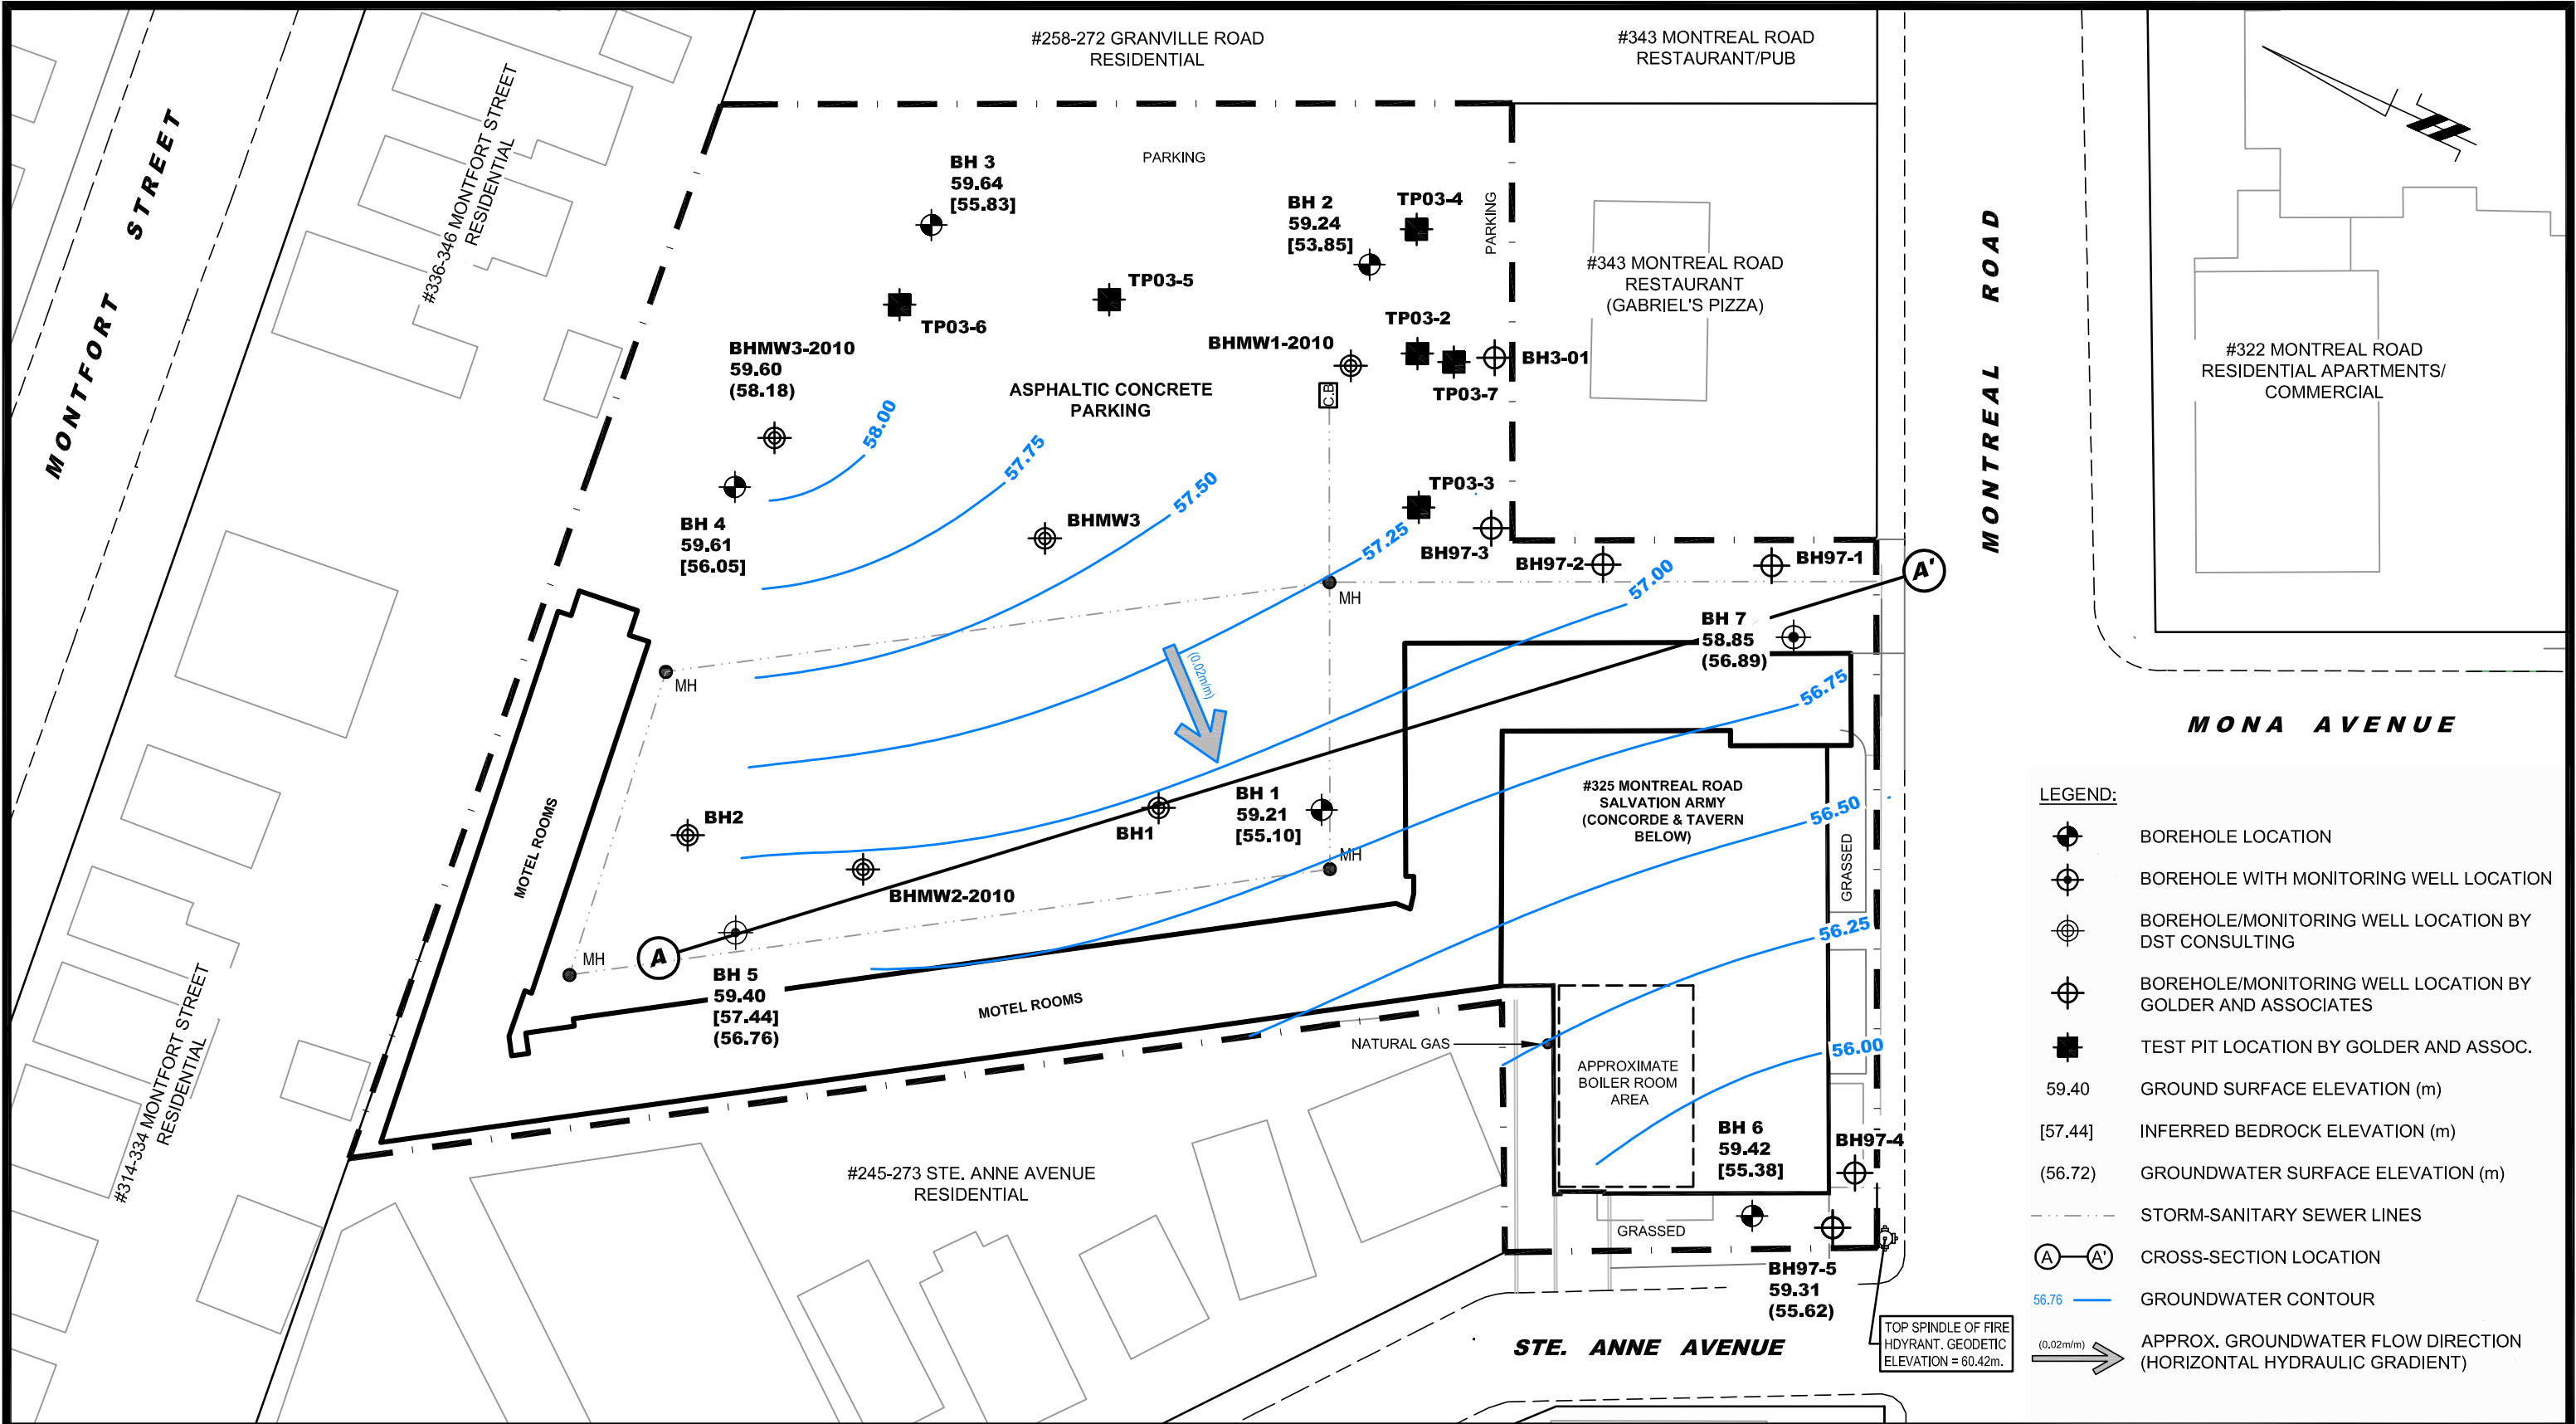 #258-272 GRANVILLE ROAD
RESIDENTIAL
#343 MONTREAL ROAD
RESTAURANT/PUB
MONTFORT STREET
#336-346 MONTFORT STREET
RESIDENTIAL
BH 3
59.64
[55.83]
PARKING
BH 2
59.24
[53.85]
TP03-4
PARKING
#343 MONTREAL ROAD
RESTAURANT
(GABRIEL'S PIZZA)
MONTREAL ROAD
#322 MONTREAL ROAD
RESIDENTIAL APARTMENTS/
COMMERCIAL
TP03-5
TP03-6
TP03-2
BHMW1-2010
BH3-01
TP03-7
C.B
BHMW3-2010
59.60
(58.18)
ASPHALTIC CONCRETE
PARKING
58.00
57.75
57.50
57.25
57.00
56.75
56.50
56.25
56.00
TP03-3
BH97-3
BH97-2
BH97-1
A'
BHMW3
BH 4
59.61
[56.05]
MH
MH
BH 7
58.85
(56.89)
(0.02m/m)
MONA AVENUE
#325 MONTREAL ROAD
SALVATION ARMY
(CONCORDE & TAVERN
BELOW)
GRASSED
MOTEL ROOMS
BH2
BH1
BH 1
59.21
[55.10]
MH
BHMW2-2010
A
MH
BH 5
59.40
[57.44]
(56.76)
MOTEL ROOMS
NATURAL GAS
APPROXIMATE
BOILER ROOM
AREA
BH 6
59.42
[55.38]
BH97-4
GRASSED
BH97-5
59.31
(55.62)
#314-334 MONTFORT STREET
RESIDENTIAL
#245-273 STE. ANNE AVENUE
RESIDENTIAL
STE. ANNE AVENUE
TOP SPINDLE OF FIRE
HDYRANT. GEODETIC
ELEVATION = 60.42m.
LEGEND:
BOREHOLE LOCATION
BOREHOLE WITH MONITORING WELL LOCATION
BOREHOLE/MONITORING WELL LOCATION BY
DST CONSULTING
BOREHOLE/MONITORING WELL LOCATION BY
GOLDER AND ASSOCIATES
TEST PIT LOCATION BY GOLDER AND ASSOC.
59.40 GROUND SURFACE ELEVATION (m)
[57.44] INFERRED BEDROCK ELEVATION (m)
(56.72) GROUNDWATER SURFACE ELEVATION (m)
STORM-SANITARY SEWER LINES
A A' CROSS-SECTION LOCATION
56.76 GROUNDWATER CONTOUR
(0.02m/m) APPROX. GROUNDWATER FLOW DIRECTION
(HORIZONTAL HYDRAULIC GRADIENT)